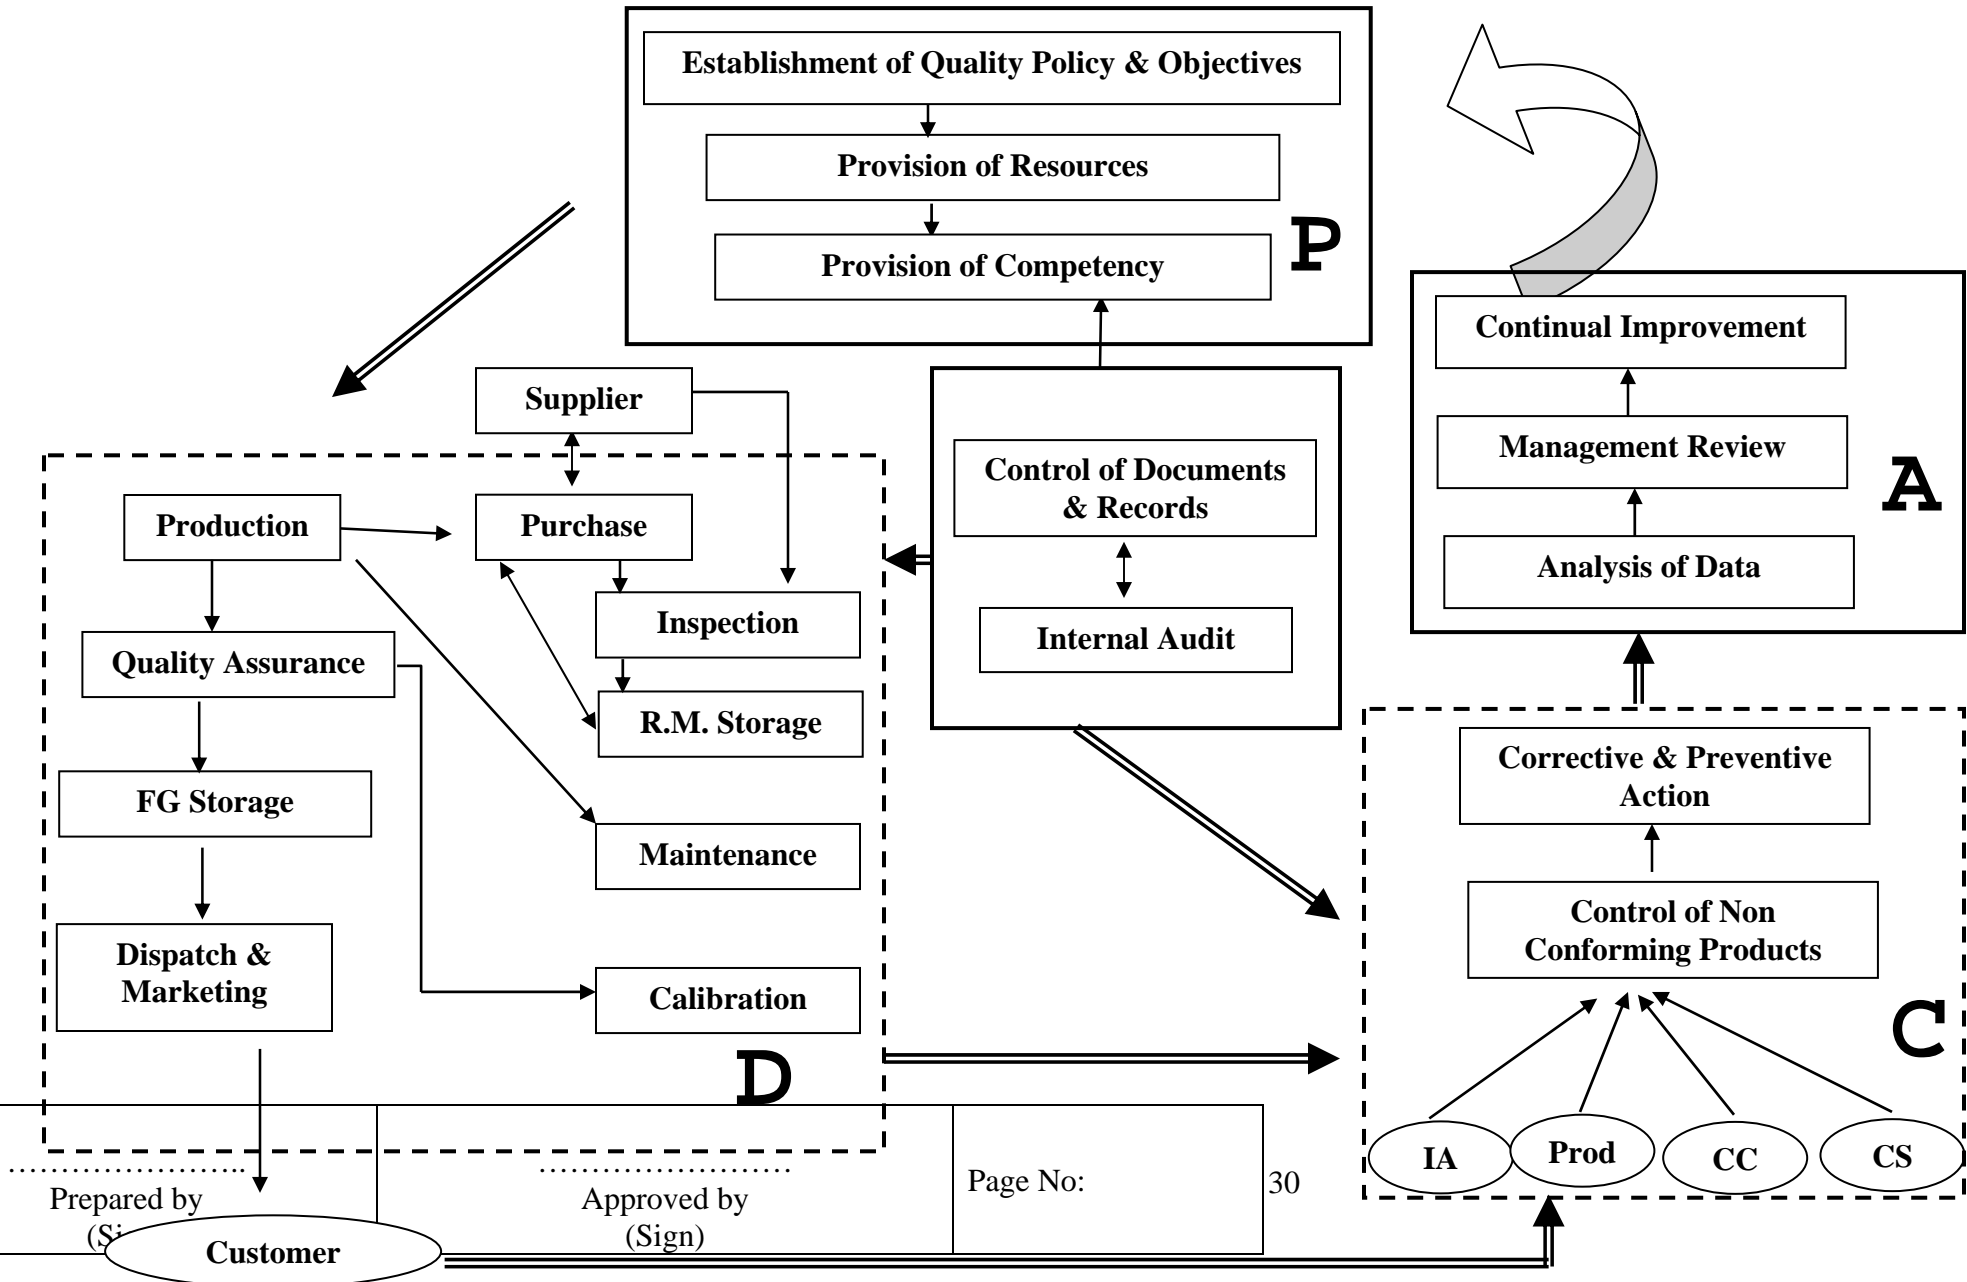 Establishment of Quality Policy & Objectives
Provision of Resources
Provision of Competency
P
Continual Improvement
Management Review
Analysis of Data
A
Supplier
Production
Purchase
Inspection
Quality Assurance
R.M. Storage
FG Storage
Maintenance
Dispatch &
Marketing
Calibration
D
Control of Documents
& Records
Internal Audit
Corrective & Preventive
Action
Control of Non
Conforming Products
C
IA
Prod
CC
CS
…………………….. 
Prepared by
…………………….
Approved by
(Sign)
Page No:
30
Customer